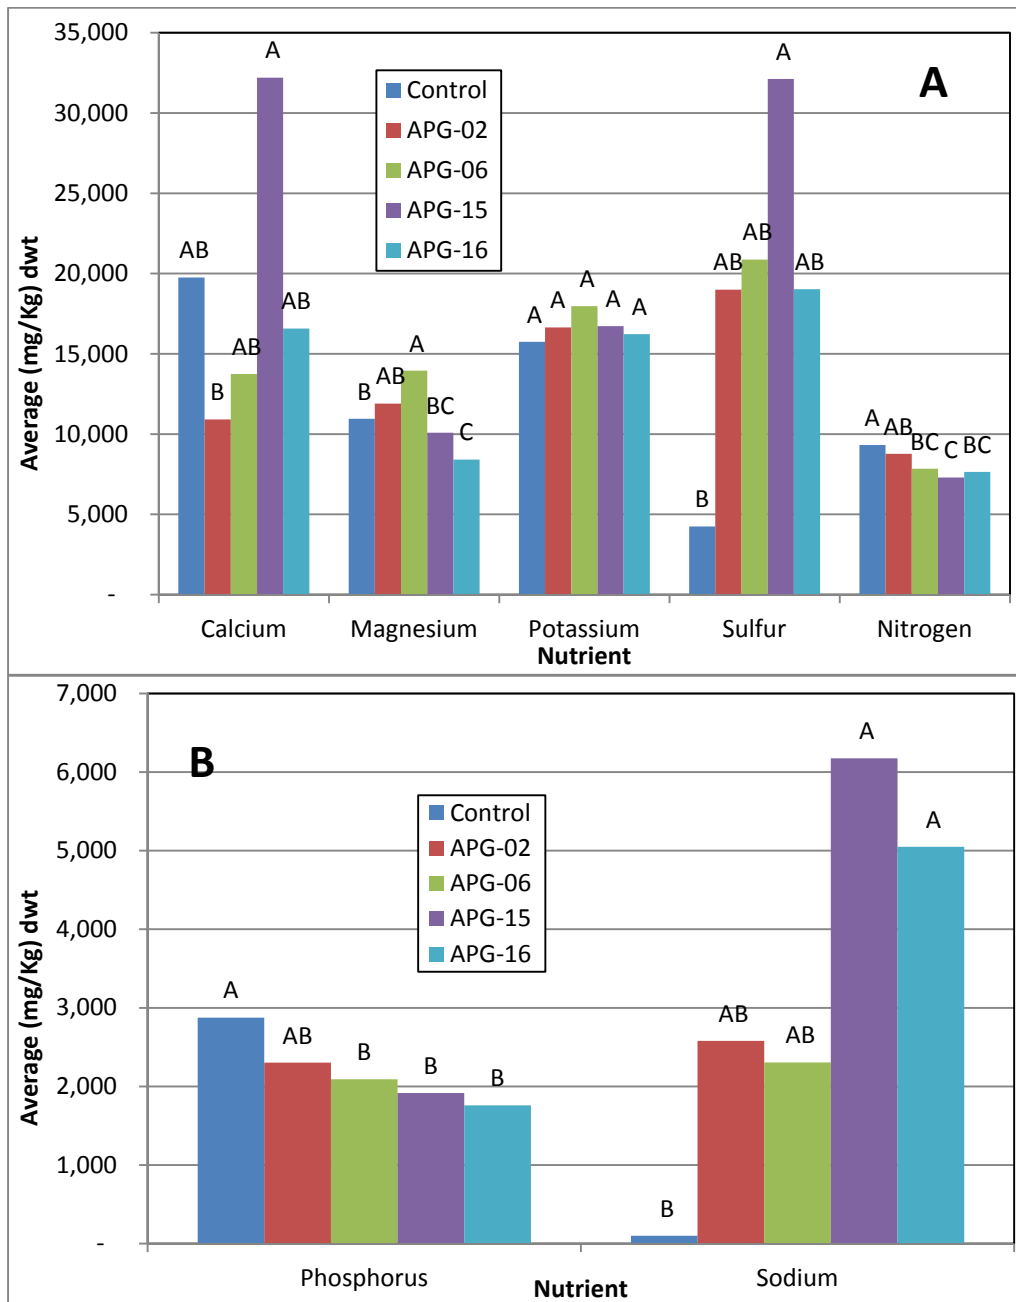 35,000
30,000
25,000
20,000
15,000
10,000
5,000
-
Average (mg/Kg) dwt
A
Control
APG-02
APG-06
APG-15
APG-16
AB
B
AB
A
AB
B
AB
A
BC
C
A
A
A
A
A
B
AB
AB
A
AB
A
AB
BC
C
BC
Calcium
Magnesium
Potassium
Sulfur
Nitrogen
Nutrient
7,000
6,000
5,000
4,000
3,000
2,000
1,000
-
Average (mg/Kg) dwt
B
Control
APG-02
APG-06
APG-15
APG-16
A
AB
B
B
B
B
AB
AB
A
A
Phosphorus
Sodium
Nutrient